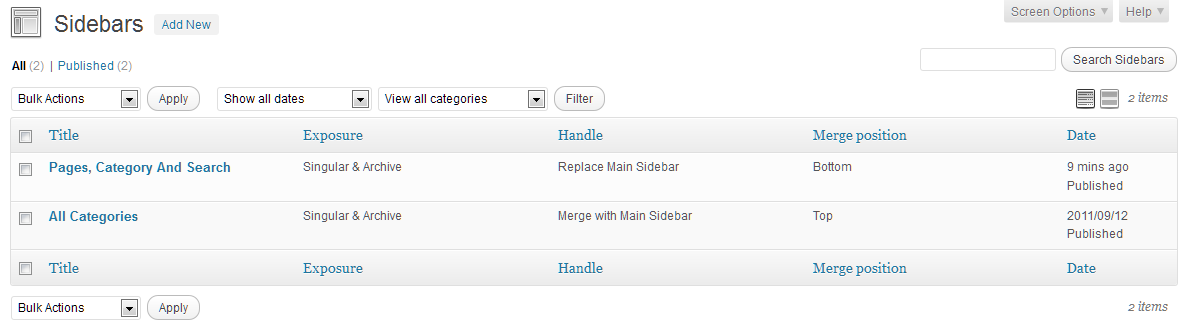 Sidebars Add New Screen Options Help
All (2) | Published (2) Search Sidebars
Bulk Actions Apply Show all dates View all categories Filter 2 items
Title Exposure Handle Merge position Date
Pages, Category And Search Singular & Archive Replace Main Sidebar Bottom 9 mins ago
Published
All Categories Singular & Archive Merge with Main Sidebar Top 2011/09/12
Published
Title Exposure Handle Merge position Date
Bulk Actions Apply 2 items